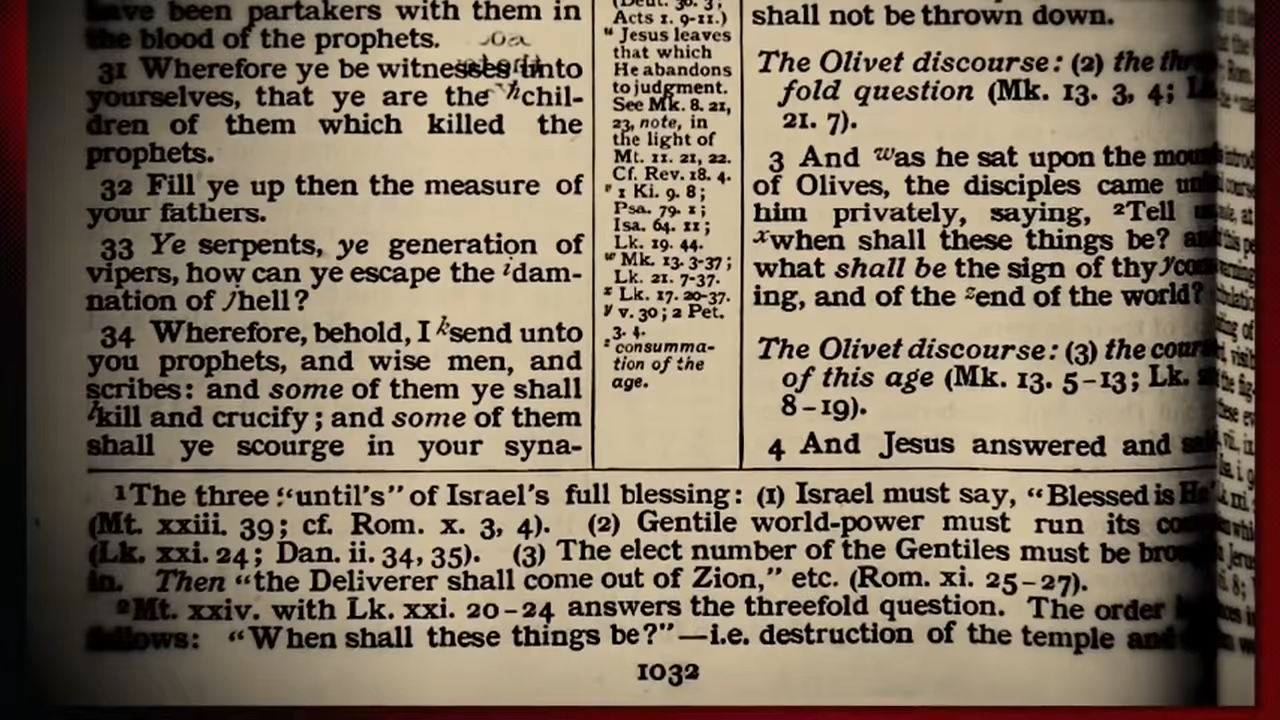 have been partakers with them in
the blood of the prophets.
31 Wherefore ye be witnesses unto
yourselves, that ye are the hchil-
dren of them which killed the
prophets.
32 Fill ye up then the measure of
your fathers.
33 Ye serpents, ye generation of
vipers, how can ye escape the idam-
nation of jhell?
34 Wherefore, behold, I ksend unto
you prophets, and wise men, and
scribes: and some of them ye shall
kill and crucify; and some of them
shall ye scourge in your syna-
(Deut. 30. 3;
Acts 1. 9-11.)
u Jesus leaves
that which
He abandons
to judgment.
See Mk. 8. 21,
23, note, in
the light of
Mt. 11. 21, 22.
Cf. Rev. 18. 4.
v 1 Ki. 9. 8;
Psa. 79. 1;
Isa. 64. 11;
Lk. 19. 44.
w Mk. 13. 3-37;
Lk. 21. 7-37.
x Lk. 17. 20-37.
y v. 30; 2 Pet.
3. 4.
z consumma-
tion of the
age.
shall not be thrown down.
The Olivet discourse: (2) the
fold question (Mk. 13. 3, 4;
21. 7).
3 And was he sat upon the
of Olives, the disciples came
him privately, saying, 2Tell
xwhen shall these things be?
what shall be the sign of thy
ing, and of the zend of the world?
The Olivet discourse: (3) the
of this age (Mk. 13. 5-13; Lk.
8-19).
4 And Jesus answered and
1The three "until's" of Israel's full blessing: (1) Israel must say, "Blessed is He"
(Mt. xxiii. 39; cf. Rom. x. 3, 4). (2) Gentile world-power must run its
(Lk. xxi. 24; Dan. ii. 34, 35). (3) The elect number of the Gentiles must be
in. Then "the Deliverer shall come out of Zion," etc. (Rom. xi. 25-27).
2Mt. xxiv. with Lk. xxi. 20-24 answers the threefold question. The order
follows: "When shall these things be?"—i.e. destruction of the temple and
1032